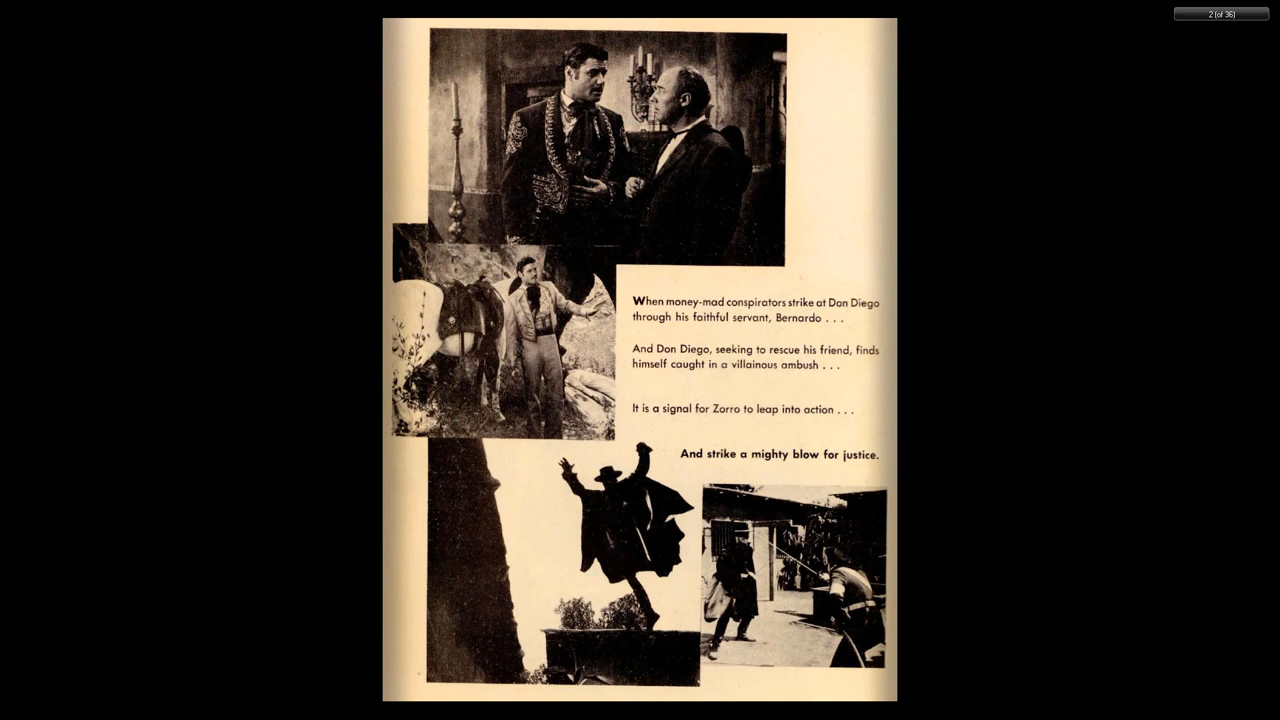 2 (of 36)
When money-mad conspirators strike at Don Diego
through his faithful servant, Bernardo . . .
And Don Diego, seeking to rescue his friend, finds
himself caught in a villainous ambush . . .
It is a signal for Zorro to leap into action . . .
And strike a mighty blow for justice.